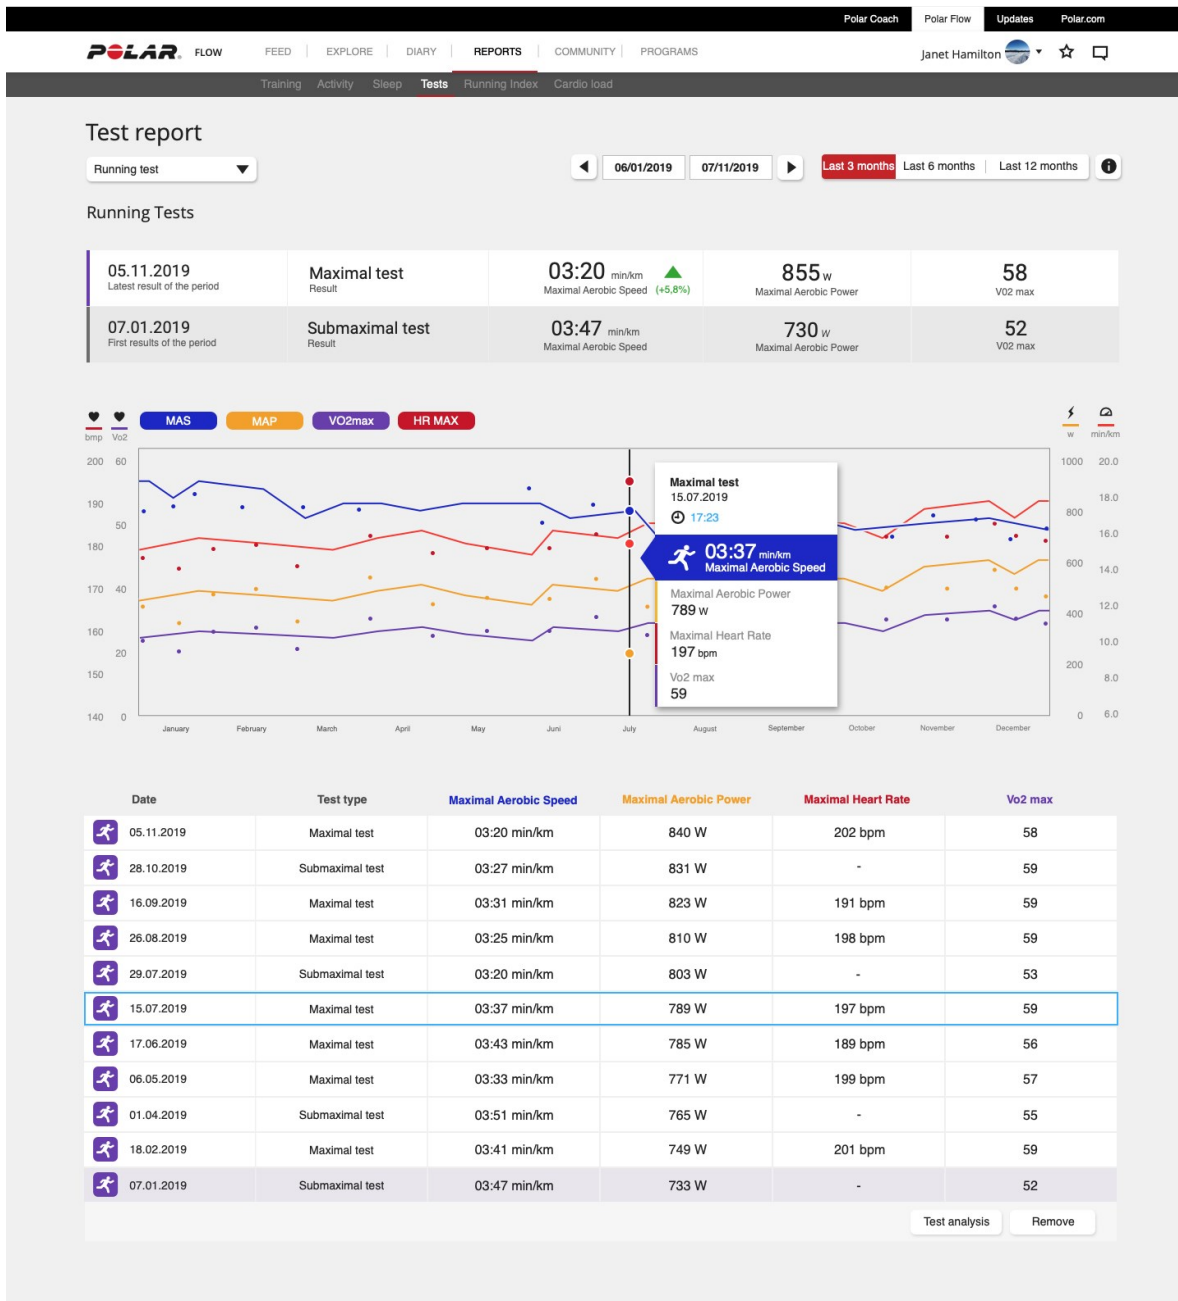 Polar Coach Polar Flow Updates Polar.com
POLAR. FLOW FEED EXPLORE DIARY REPORTS COMMUNITY PROGRAMS Janet Hamilton
Training Activity Sleep Tests Running Index Cardio load
Test report
Running test 06/01/2019 07/11/2019 Last 3 months Last 6 months Last 12 months
Running Tests
05.11.2019 Maximal test 03:20 min/km 855 w 58
Latest result of the period Result Maximal Aerobic Speed (+5,8%) Maximal Aerobic Power V02 max
07.01.2019 Submaximal test 03:47 min/km 730 w 52
First results of the period Result Maximal Aerobic Speed Maximal Aerobic Power V02 max
MAS MAP VO2max HR MAX
bmp Vo2 w min/km
200 60 1000 20.0
190 18.0
50 800
180 16.0
170 40 600 14.0
400 12.0
160 10.0
20 200
150 8.0
140 0 0 6.0
Maximal test
15.07.2019
17:23
03:37 min/km
Maximal Aerobic Speed
Maximal Aerobic Power
789 w
Maximal Heart Rate
197 bpm
Vo2 max
59
January February March April May Juni July August September October November December
Date Test type Maximal Aerobic Speed Maximal Aerobic Power Maximal Heart Rate Vo2 max
05.11.2019 Maximal test 03:20 min/km 840 W 202 bpm 58
28.10.2019 Submaximal test 03:27 min/km 831 W - 59
16.09.2019 Maximal test 03:31 min/km 823 W 191 bpm 59
26.08.2019 Maximal test 03:25 min/km 810 W 198 bpm 59
29.07.2019 Submaximal test 03:20 min/km 803 W - 53
15.07.2019 Maximal test 03:37 min/km 789 W 197 bpm 59
17.06.2019 Maximal test 03:43 min/km 785 W 189 bpm 56
06.05.2019 Maximal test 03:33 min/km 771 W 199 bpm 57
01.04.2019 Submaximal test 03:51 min/km 765 W - 55
18.02.2019 Maximal test 03:41 min/km 749 W 201 bpm 59
07.01.2019 Submaximal test 03:47 min/km 733 W - 52
Test analysis Remove